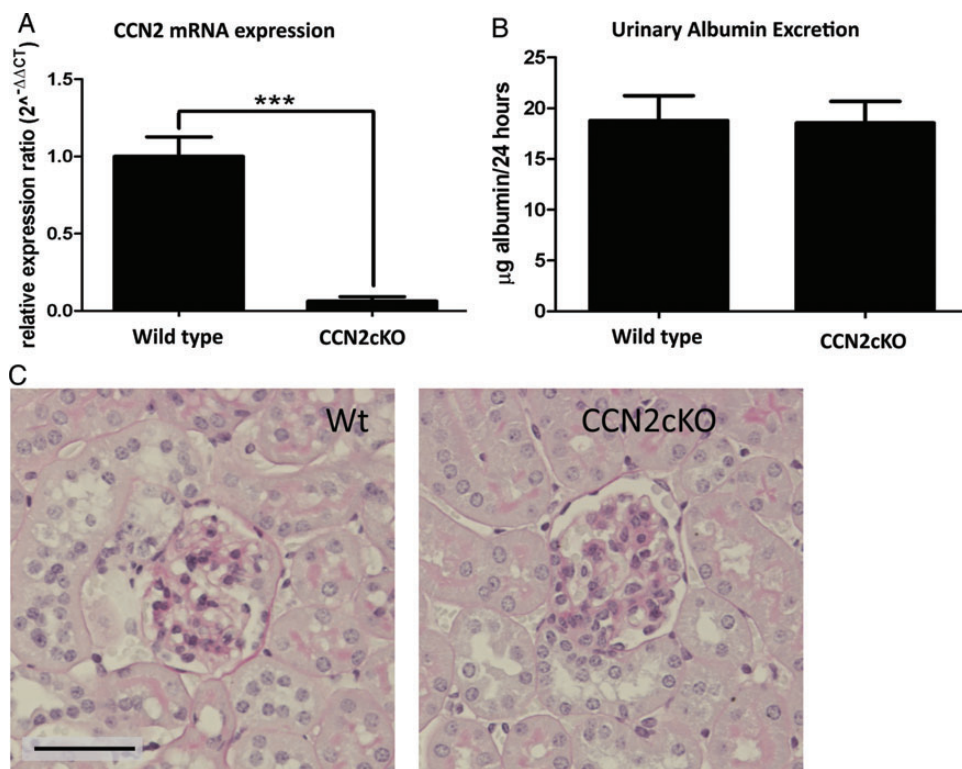 A
CCN2 mRNA expression
relative expression ratio (2^-ΔΔCT)
1.5
1.0
0.5
0.0
***
Wild type
CCN2cKO
B
Urinary Albumin Excretion
µg albumin/24 hours
25
20
15
10
5
0
Wild type
CCN2cKO
C
Wt
CCN2cKO